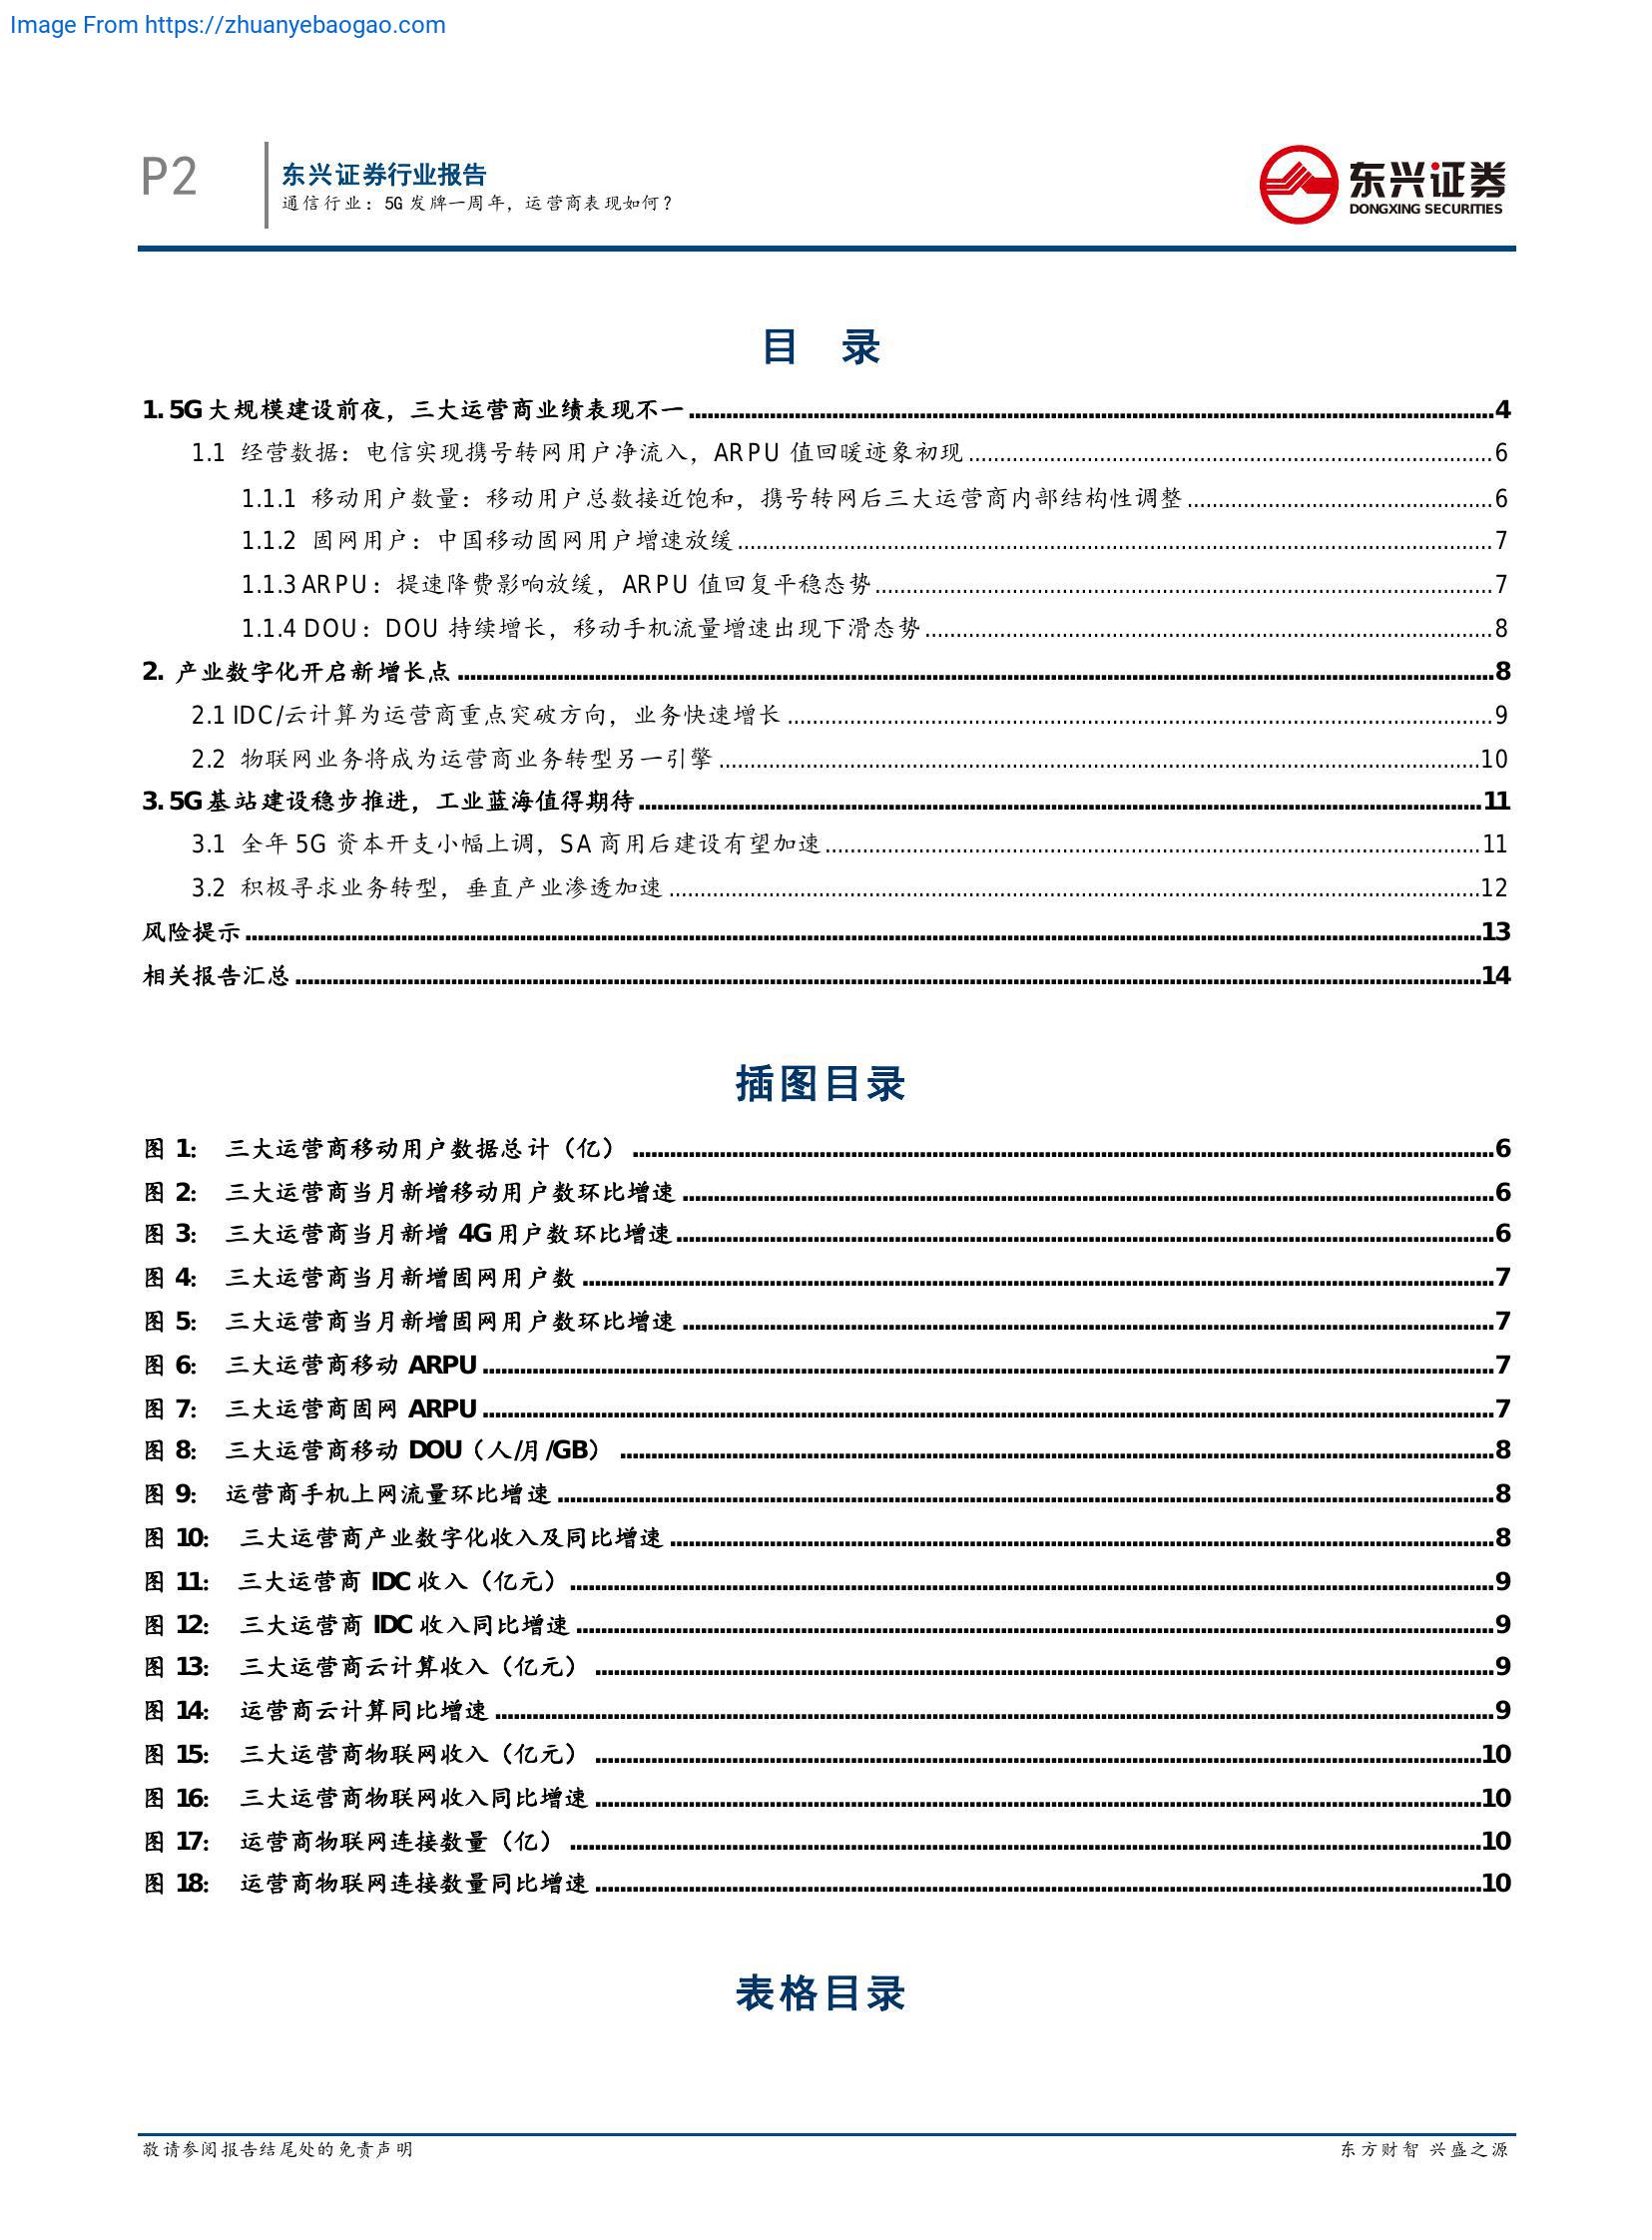 Image From https://zhuanyebaogao.com
P2
东兴证券行业报告
通信行业：5G 发牌一周年，运营商表现如何？
东兴证券
DONGXING SECURITIES
目 录
1. 5G 大规模建设前夜，三大运营商业绩表现不一 4
1.1 经营数据：电信实现携号转网用户净流入，ARPU 值回暖迹象初现 6
1.1.1 移动用户数量：移动用户总数接近饱和，携号转网后三大运营商内部结构性调整 6
1.1.2 固网用户：中国移动固网用户增速放缓 7
1.1.3 ARPU：提速降费影响放缓，ARPU 值回复平稳态势 7
1.1.4 DOU：DOU 持续增长，移动手机流量增速出现下滑态势 8
2. 产业数字化开启新增长点 8
2.1 IDC/云计算为运营商重点突破方向，业务快速增长 9
2.2 物联网业务将成为运营商业务转型另一引擎 10
3. 5G 基站建设稳步推进，工业蓝海值得期待 11
3.1 全年 5G 资本开支小幅上调，SA 商用后建设有望加速 11
3.2 积极寻求业务转型，垂直产业渗透加速 12
风险提示 13
相关报告汇总 14
插图目录
图 1： 三大运营商移动用户数据总计（亿） 6
图 2： 三大运营商当月新增移动用户数环比增速 6
图 3： 三大运营商当月新增 4G 用户数环比增速 6
图 4： 三大运营商当月新增固网用户数 7
图 5： 三大运营商当月新增固网用户数环比增速 7
图 6： 三大运营商移动 ARPU 7
图 7： 三大运营商固网 ARPU 7
图 8： 三大运营商移动 DOU（人/月/GB） 8
图 9： 运营商手机上网流量环比增速 8
图 10： 三大运营商产业数字化收入及同比增速 8
图 11： 三大运营商 IDC 收入（亿元） 9
图 12： 三大运营商 IDC 收入同比增速 9
图 13： 三大运营商云计算收入（亿元） 9
图 14： 运营商云计算同比增速 9
图 15： 三大运营商物联网收入（亿元） 10
图 16： 三大运营商物联网收入同比增速 10
图 17： 运营商物联网连接数量（亿） 10
图 18： 运营商物联网连接数量同比增速 10
表格目录
敬请参阅报告结尾处的免责声明
东方财智 兴盛之源